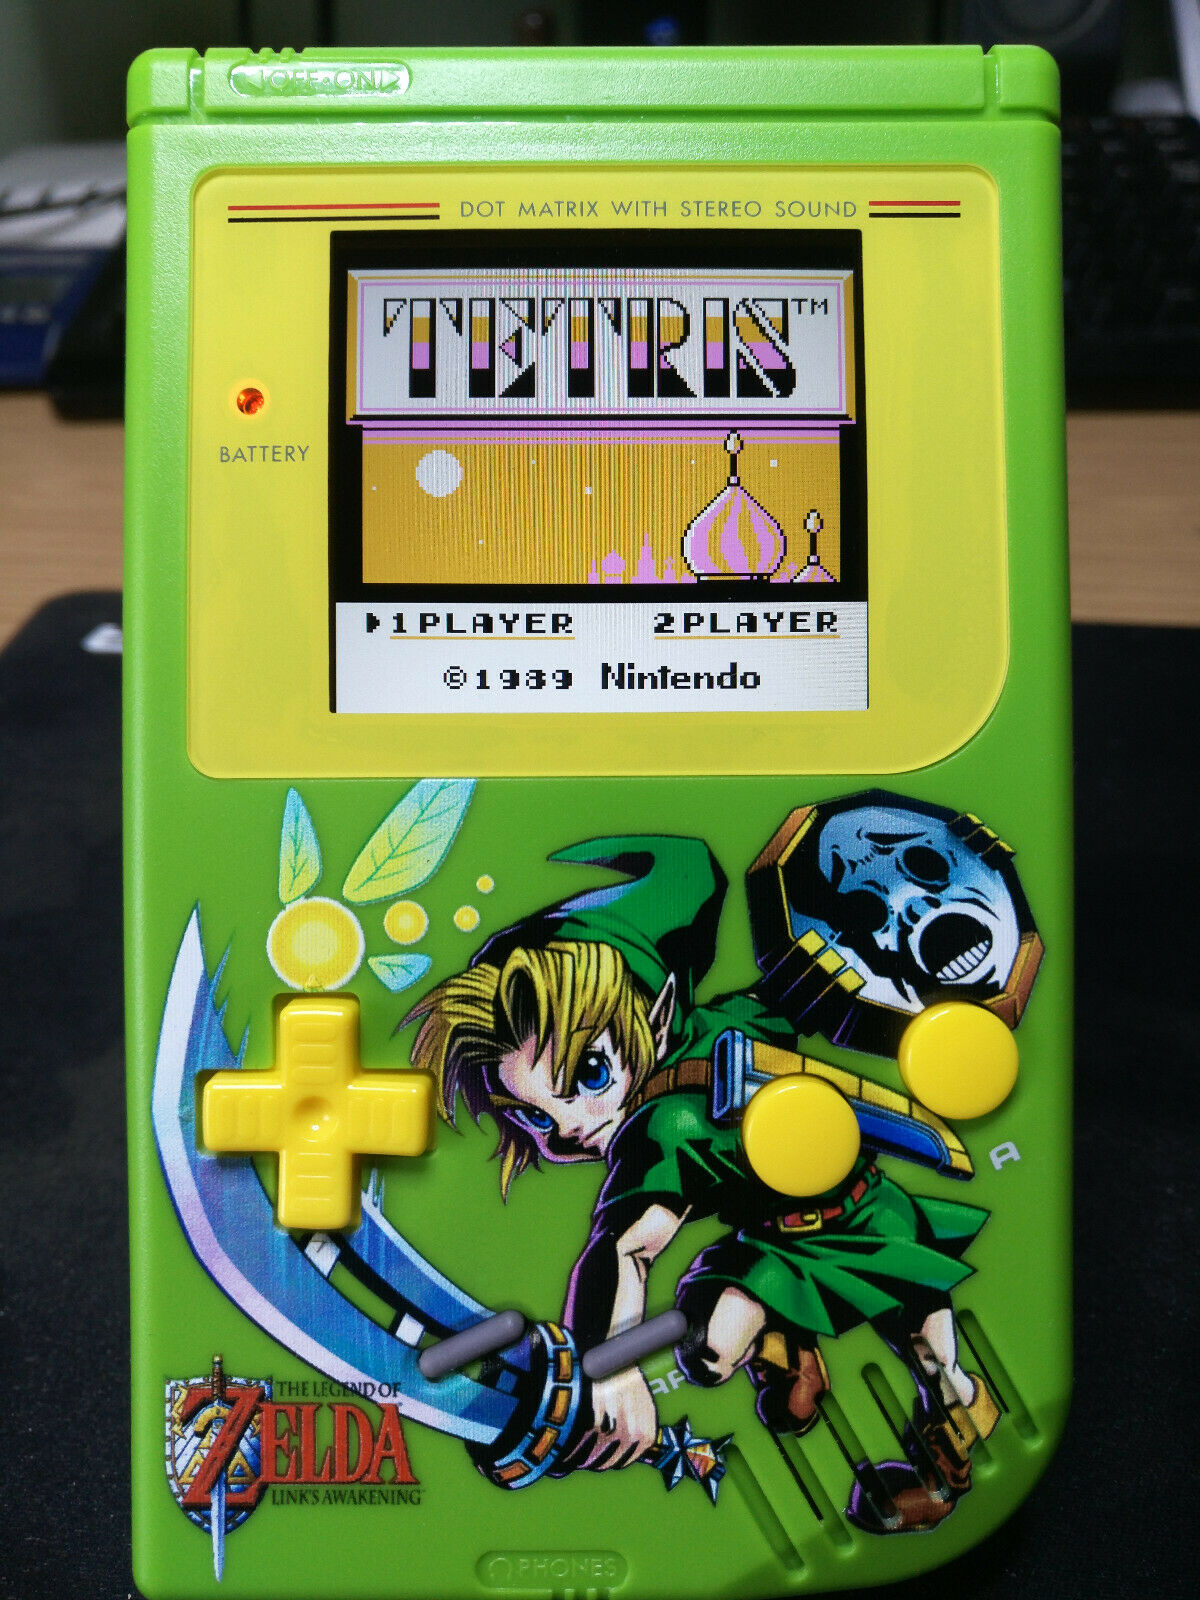 OFF•ON
DOT MATRIX WITH STEREO SOUND
TETRIS™
BATTERY
1PLAYER 2PLAYER
©1989 Nintendo
A
THE LEGEND OF
ZELDA
LINK'S AWAKENING
PHONES